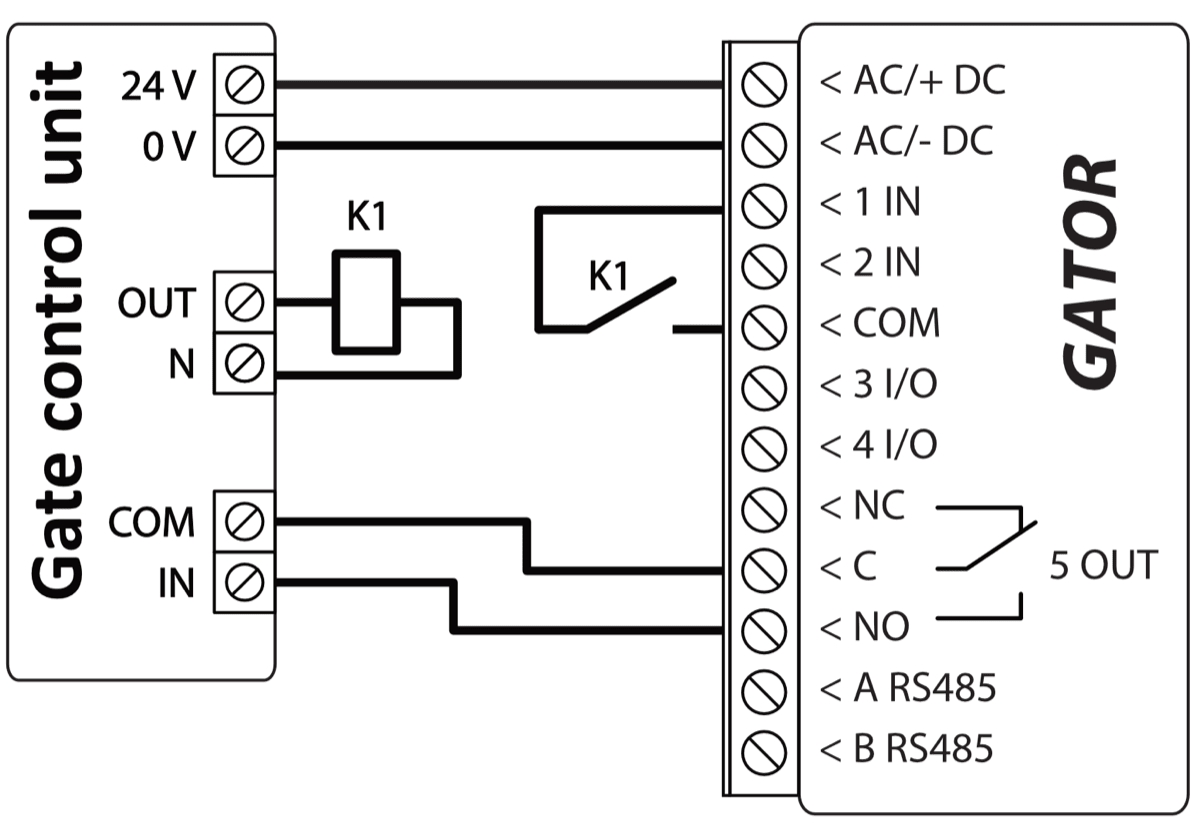 Gate control unit
24 V
0 V
OUT
N
COM
IN
K1
K1
< AC/+ DC
< AC/- DC
< 1 IN
< 2 IN
< COM
< 3 I/O
< 4 I/O
< NC
< C
< NO
< A RS485
< B RS485
5 OUT
GATOR